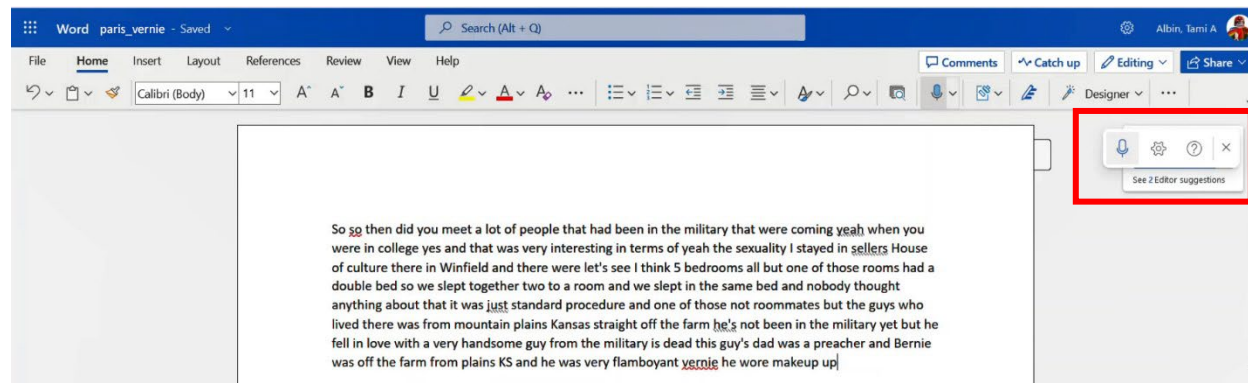 Word paris_vernie - Saved
Search (Alt + Q)
Albin, Tami A
File Home Insert Layout References Review View Help
Comments Catch up Editing Share
Calibri (Body) 11 A A B I U A A Designer
See 2 Editor suggestions
So so then did you meet a lot of people that had been in the military that were coming yeah when you
were in college yes and that was very interesting in terms of yeah the sexuality I stayed in sellers House
of culture there in Winfield and there were let's see I think 5 bedrooms all but one of those rooms had a
double bed so we slept together two to a room and we slept in the same bed and nobody thought
anything about that it was just standard procedure and one of those not roommates but the guys who
lived there was from mountain plains Kansas straight off the farm he's not been in the military yet but he
fell in love with a very handsome guy from the military is dead this guy's dad was a preacher and Bernie
was off the farm from plains KS and he was very flamboyant vernie he wore makeup up